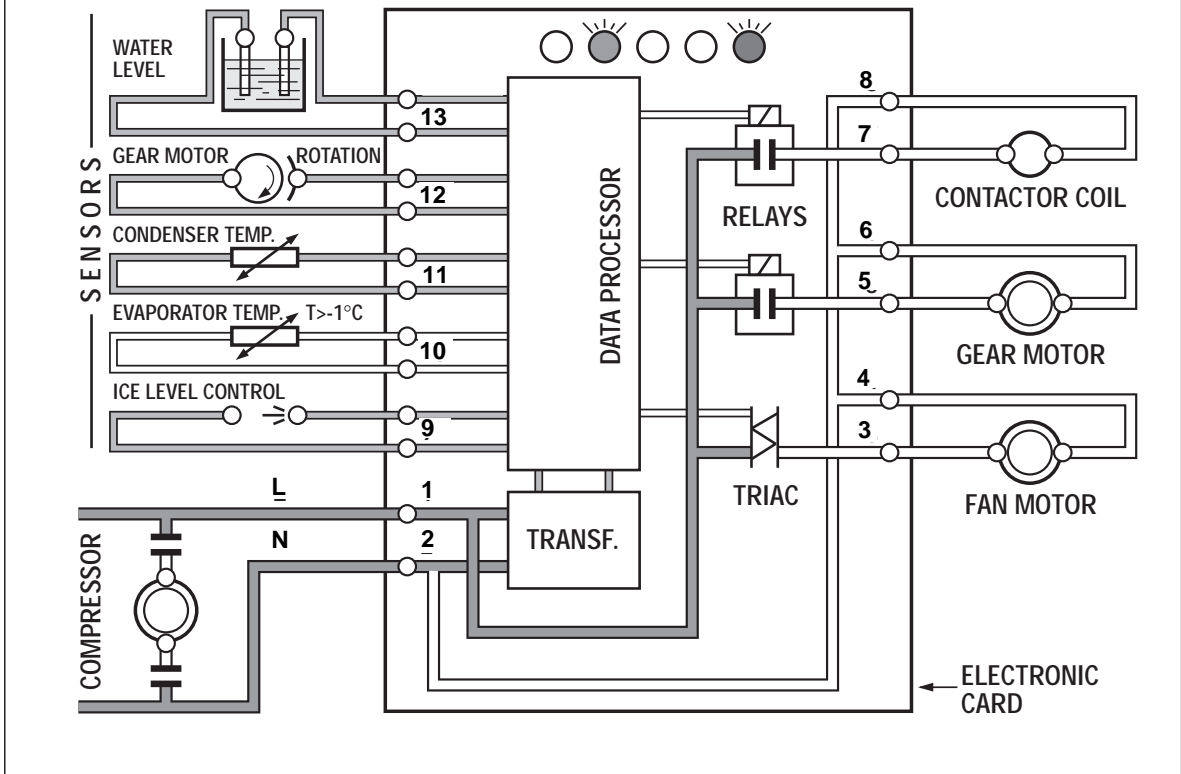 WATER
LEVEL
13
GEAR MOTOR
ROTATION
12
CONDENSER TEMP.
11
EVAPORATOR TEMP.
T>-1°C
10
ICE LEVEL CONTROL
9
SENSORS
L
1
N
2
COMPRESSOR
DATA PROCESSOR
TRANSF.
RELAYS
TRIAC
8
7
CONTACTOR COIL
6
5
GEAR MOTOR
4
3
FAN MOTOR
ELECTRONIC
CARD